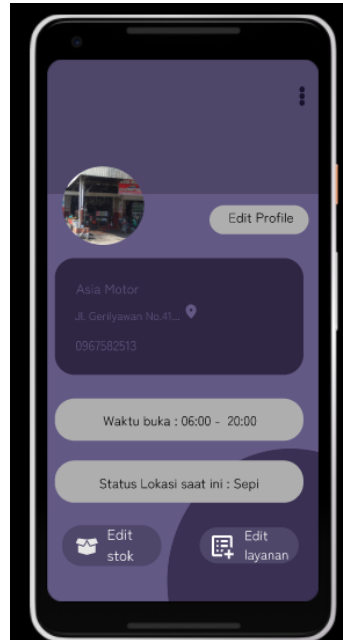 Edit Profile
Asia Motor
Jl. Gerilyawan No.41...
0967582513
Waktu buka : 06:00 - 20:00
Status Lokasi saat ini : Sepi
Edit
stok
Edit
layanan